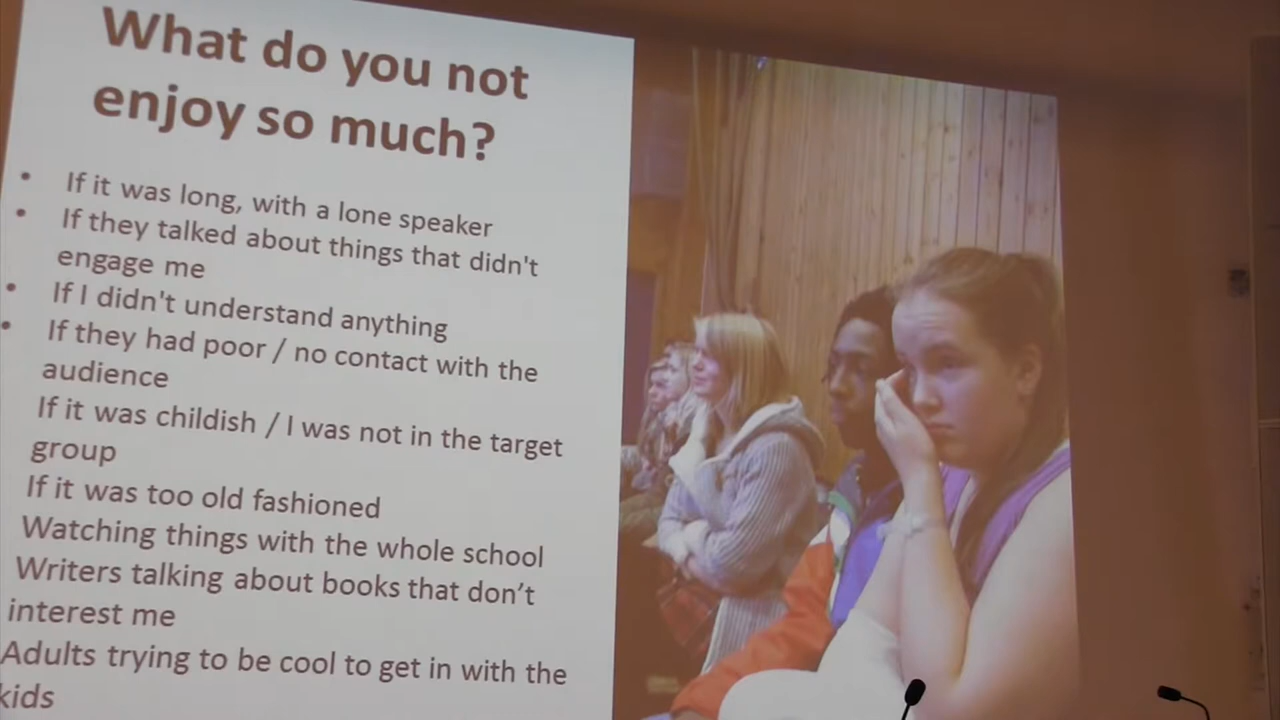 What do you not
enjoy so much?
• If it was long, with a lone speaker
• If they talked about things that didn't
engage me
• If I didn't understand anything
• If they had poor / no contact with the
audience
If it was childish / I was not in the target
group
If it was too old fashioned
Watching things with the whole school
Writers talking about books that don’t
interest me
Adults trying to be cool to get in with the
kids